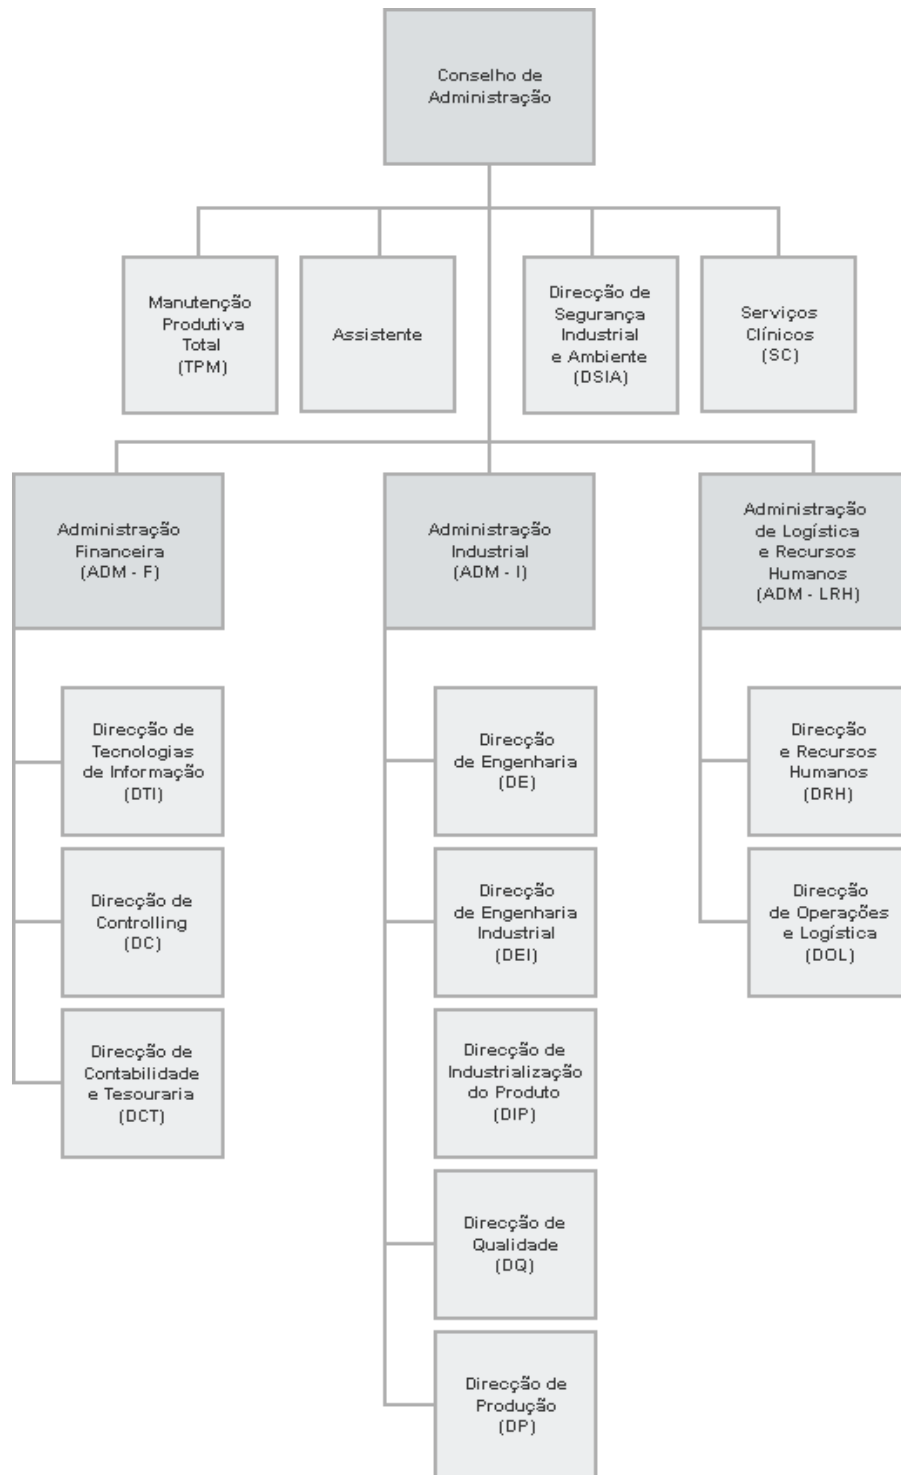 Conselho de
Administração
Manutenção
Produtiva
Total
(TPM)
Assistente
Direcção de
Segurança
Industrial
e Ambiente
(DSIA)
Serviços
Clínicos
(SC)
Administração
Financeira
(ADM - F)
Administração
Industrial
(ADM - I)
Administração
de Logística
e Recursos
Humanos
(ADM - LRH)
Direcção de
Tecnologias
de Informação
(DTI)
Direcção de
Controlling
(DC)
Direcção de
Contabilidade
e Tesouraria
(DCT)
Direcção
de Engenharia
(DE)
Direcção
de Engenharia
Industrial
(DEI)
Direcção de
Industrialização
do Produto
(DIP)
Direcção de
Qualidade
(DQ)
Direcção de
Produção
(DP)
Direcção
e Recursos
Humanos
(DRH)
Direcção
de Operações
e Logística
(DOL)